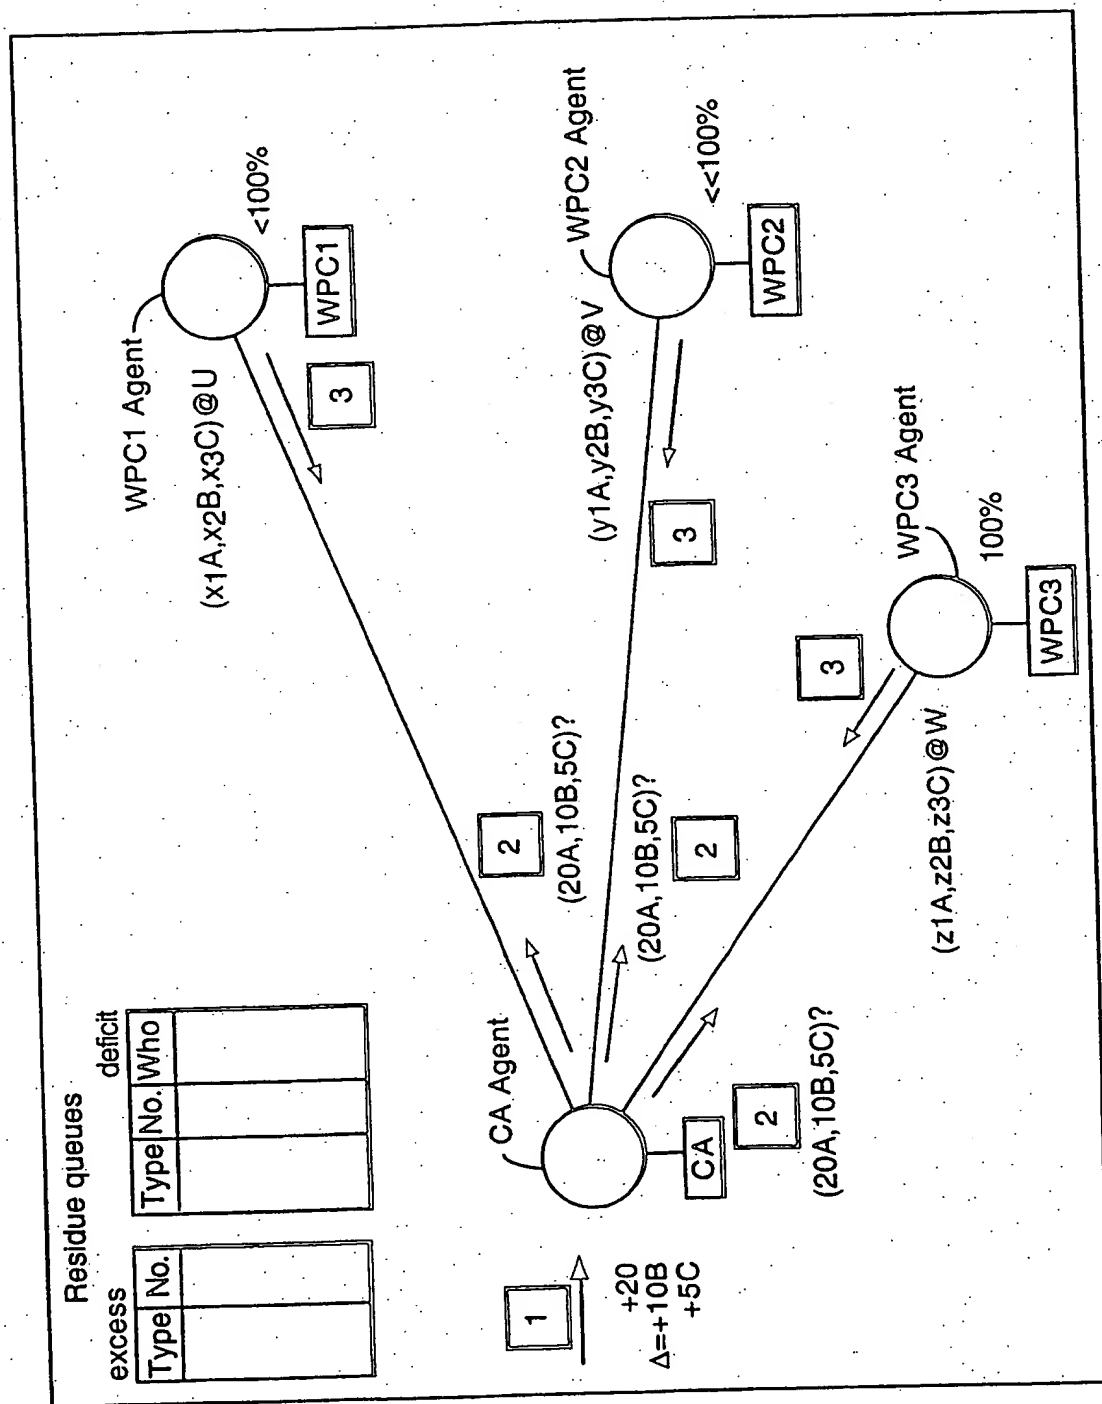 Residue queues
excess
deficit
Type No.
Type No. Who
1
+20
Δ=+10B
+5C
CA Agent
CA
2
(20A,10B,5C)?
2
(20A,10B,5C)?
2
(20A,10B,5C)?
WPC1 Agent
(x1A,x2B,x3C)@U
<100%
WPC1
3
WPC2 Agent
(y1A,y2B,y3C)@V
<<100%
WPC2
3
WPC3 Agent
(z1A,z2B,z3C)@W
100%
WPC3
3